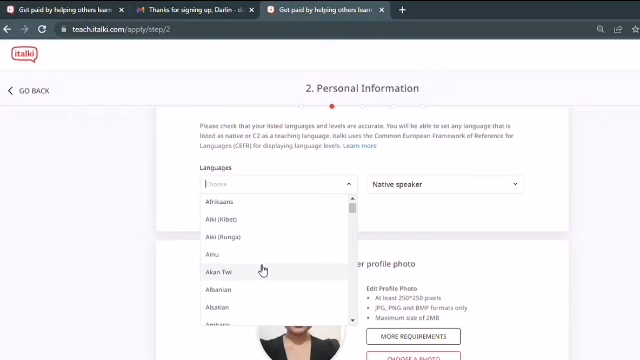 Get paid by helping others learn
Thanks for signing up, Darlin - d
Get paid by helping others learn
teach.italki.com/apply/step/2
italki
GO BACK
2. Personal Information
Please check that your listed languages and levels are accurate. You will be able to set any language that is
listed as native or C2 as a teaching language. italki uses the Common European Framework of Reference
for Languages (CEFR) for displaying language levels. Learn more
Languages
Choose
Native speaker
Afrikaans
Aiki (Kibet)
Aiki (Runga)
Ainu
Akan Twi
Albanian
Alsatian
Amharic
er profile photo
Edit Profile Photo
At least 250*250 pixels
JPG, PNG and BMP formats only
Maximum size of 2MB
MORE REQUIREMENTS
CHOOSE A PHOTO